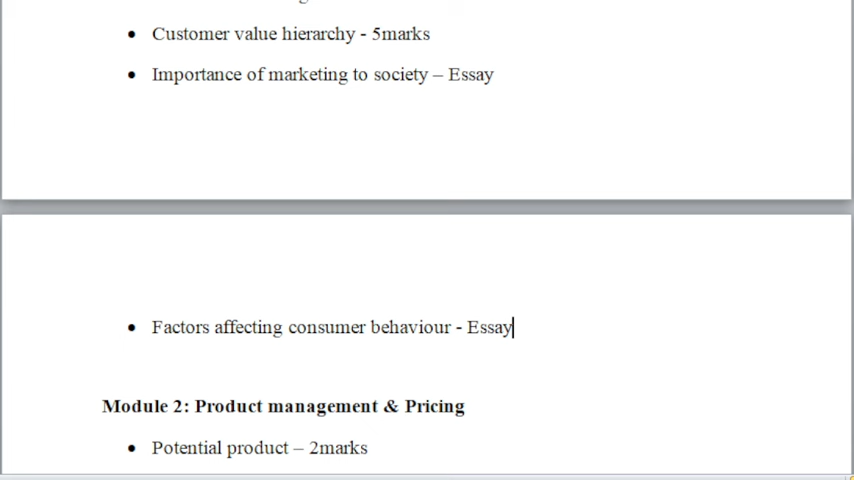 • Customer value hierarchy - 5marks
• Importance of marketing to society – Essay
• Factors affecting consumer behaviour - Essay
Module 2: Product management & Pricing
• Potential product – 2marks